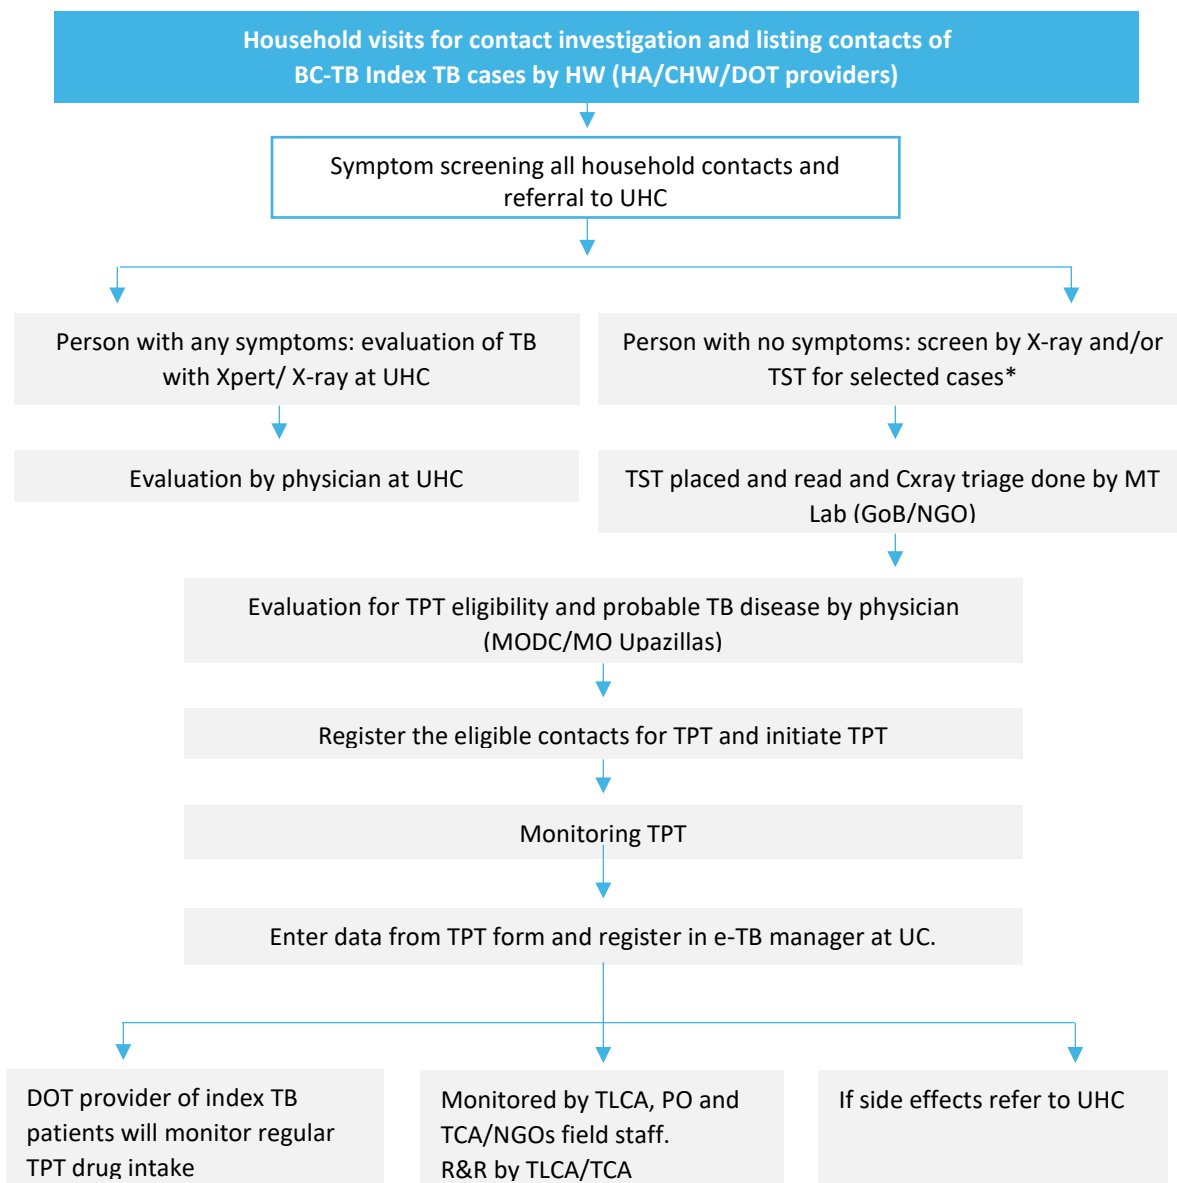 Household visits for contact investigation and listing contacts of
BC-TB Index TB cases by HW (HA/CHW/DOT providers)
Symptom screening all household contacts and
referral to UHC
Person with any symptoms: evaluation of TB
with Xpert/ X-ray at UHC
Person with no symptoms: screen by X-ray and/or
TST for selected cases*
Evaluation by physician at UHC
TST placed and read and Cxray triage done by MT
Lab (GoB/NGO)
Evaluation for TPT eligibility and probable TB disease by physician
(MODC/MO Upazillas)
Register the eligible contacts for TPT and initiate TPT
Monitoring TPT
Enter data from TPT form and register in e-TB manager at UC.
DOT provider of index TB
patients will monitor regular
TPT drug intake
Monitored by TLCA, PO and
TCA/NGOs field staff.
R&R by TLCA/TCA
If side effects refer to UHC